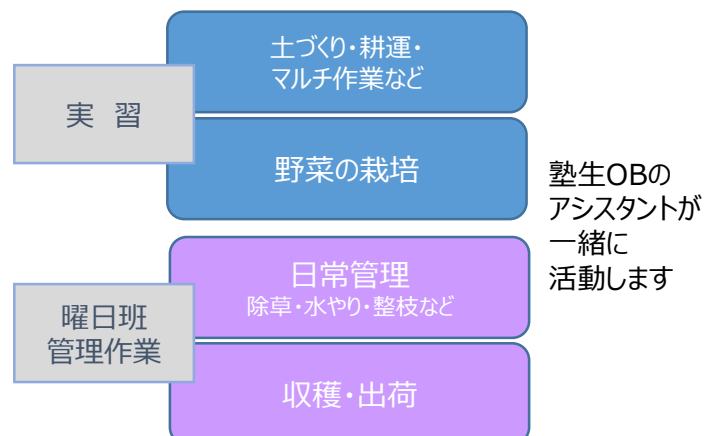 実 習
土づくり・耕運・
マルチ作業など
野菜の栽培
曜日班
管理作業
日常管理
除草・水やり・整枝など
収穫・出荷
塾生OBの
アシスタントが
一緒に
活動します